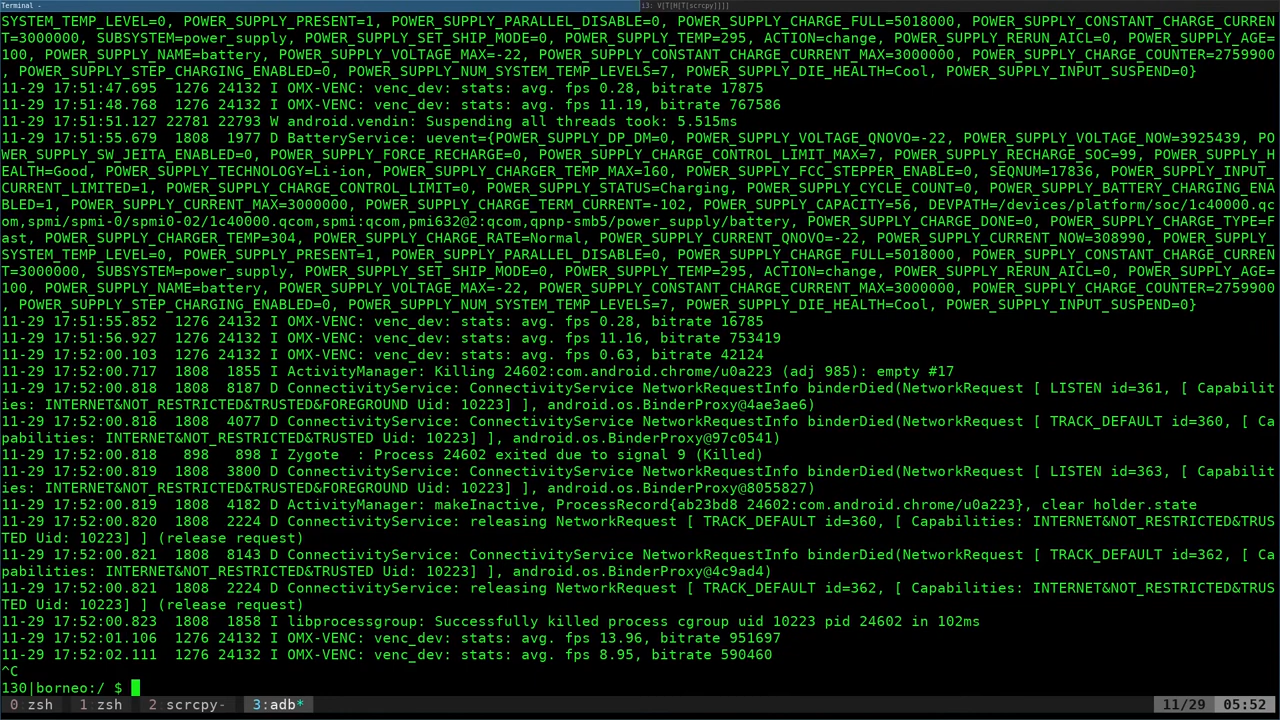 Terminal -
i3: V[T[H[T[scrcpy]]]]
SYSTEM_TEMP_LEVEL=0, POWER_SUPPLY_PRESENT=1, POWER_SUPPLY_PARALLEL_DISABLE=0, POWER_SUPPLY_CHARGE_FULL=5018000, POWER_SUPPLY_CONSTANT_CHARGE_CURREN
T=3000000, SUBSYSTEM=power_supply, POWER_SUPPLY_SET_SHIP_MODE=0, POWER_SUPPLY_TEMP=295, ACTION=change, POWER_SUPPLY_RERUN_AICL=0, POWER_SUPPLY_AGE=
100, POWER_SUPPLY_NAME=battery, POWER_SUPPLY_VOLTAGE_MAX=-22, POWER_SUPPLY_CONSTANT_CHARGE_CURRENT_MAX=3000000, POWER_SUPPLY_CHARGE_COUNTER=2759900
, POWER_SUPPLY_STEP_CHARGING_ENABLED=0, POWER_SUPPLY_NUM_SYSTEM_TEMP_LEVELS=7, POWER_SUPPLY_DIE_HEALTH=Cool, POWER_SUPPLY_INPUT_SUSPEND=0}
11-29 17:51:47.695  1276 24132 I OMX-VENC: venc_dev: stats: avg. fps 0.28, bitrate 17875
11-29 17:51:48.768  1276 24132 I OMX-VENC: venc_dev: stats: avg. fps 11.19, bitrate 767586
11-29 17:51:51.127 22781 22793 W android.vendin: Suspending all threads took: 5.515ms
11-29 17:51:55.679  1808  1977 D BatteryService: uevent={POWER_SUPPLY_DP_DM=0, POWER_SUPPLY_VOLTAGE_QNOVO=-22, POWER_SUPPLY_VOLTAGE_NOW=3925439, PO
WER_SUPPLY_SW_JEITA_ENABLED=0, POWER_SUPPLY_FORCE_RECHARGE=0, POWER_SUPPLY_CHARGE_CONTROL_LIMIT_MAX=7, POWER_SUPPLY_RECHARGE_SOC=99, POWER_SUPPLY_H
EALTH=Good, POWER_SUPPLY_TECHNOLOGY=Li-ion, POWER_SUPPLY_CHARGER_TEMP_MAX=160, POWER_SUPPLY_FCC_STEPPER_ENABLE=0, SEQNUM=17836, POWER_SUPPLY_INPUT_
CURRENT_LIMITED=1, POWER_SUPPLY_CHARGE_CONTROL_LIMIT=0, POWER_SUPPLY_STATUS=Charging, POWER_SUPPLY_CYCLE_COUNT=0, POWER_SUPPLY_BATTERY_CHARGING_ENA
BLED=1, POWER_SUPPLY_CURRENT_MAX=3000000, POWER_SUPPLY_CHARGE_TERM_CURRENT=-102, POWER_SUPPLY_CAPACITY=56, DEVPATH=/devices/platform/soc/1c40000.qc
om,spmi/spmi-0/spmi0-02/1c40000.qcom,spmi:qcom,pmi632@2:qcom,qpnp-smb5/power_supply/battery, POWER_SUPPLY_CHARGE_DONE=0, POWER_SUPPLY_CHARGE_TYPE=F
ast, POWER_SUPPLY_CHARGER_TEMP=304, POWER_SUPPLY_CHARGE_RATE=Normal, POWER_SUPPLY_CURRENT_QNOVO=-22, POWER_SUPPLY_CURRENT_NOW=308990, POWER_SUPPLY_
SYSTEM_TEMP_LEVEL=0, POWER_SUPPLY_PRESENT=1, POWER_SUPPLY_PARALLEL_DISABLE=0, POWER_SUPPLY_CHARGE_FULL=5018000, POWER_SUPPLY_CONSTANT_CHARGE_CURREN
T=3000000, SUBSYSTEM=power_supply, POWER_SUPPLY_SET_SHIP_MODE=0, POWER_SUPPLY_TEMP=295, ACTION=change, POWER_SUPPLY_RERUN_AICL=0, POWER_SUPPLY_AGE=
100, POWER_SUPPLY_NAME=battery, POWER_SUPPLY_VOLTAGE_MAX=-22, POWER_SUPPLY_CONSTANT_CHARGE_CURRENT_MAX=3000000, POWER_SUPPLY_CHARGE_COUNTER=2759900
, POWER_SUPPLY_STEP_CHARGING_ENABLED=0, POWER_SUPPLY_NUM_SYSTEM_TEMP_LEVELS=7, POWER_SUPPLY_DIE_HEALTH=Cool, POWER_SUPPLY_INPUT_SUSPEND=0}
11-29 17:51:55.852  1276 24132 I OMX-VENC: venc_dev: stats: avg. fps 0.28, bitrate 16785
11-29 17:51:56.927  1276 24132 I OMX-VENC: venc_dev: stats: avg. fps 11.16, bitrate 753419
11-29 17:52:00.103  1276 24132 I OMX-VENC: venc_dev: stats: avg. fps 0.63, bitrate 42124
11-29 17:52:00.717  1808  1855 I ActivityManager: Killing 24602:com.android.chrome/u0a223 (adj 985): empty #17
11-29 17:52:00.818  1808  8187 D ConnectivityService: ConnectivityService NetworkRequestInfo binderDied(NetworkRequest [ LISTEN id=361, [ Capabilit
ies: INTERNET&NOT_RESTRICTED&TRUSTED&FOREGROUND Uid: 10223] ], android.os.BinderProxy@4ae3ae6)
11-29 17:52:00.818  1808  4077 D ConnectivityService: ConnectivityService NetworkRequestInfo binderDied(NetworkRequest [ TRACK_DEFAULT id=360, [ Ca
pabilities: INTERNET&NOT_RESTRICTED&TRUSTED Uid: 10223] ], android.os.BinderProxy@97c0541)
11-29 17:52:00.818   898   898 I Zygote  : Process 24602 exited due to signal 9 (Killed)
11-29 17:52:00.819  1808  3800 D ConnectivityService: ConnectivityService NetworkRequestInfo binderDied(NetworkRequest [ LISTEN id=363, [ Capabilit
ies: INTERNET&NOT_RESTRICTED&TRUSTED&FOREGROUND Uid: 10223] ], android.os.BinderProxy@8055827)
11-29 17:52:00.819  1808  4182 D ActivityManager: makeInactive, ProcessRecord{ab23bd8 24602:com.android.chrome/u0a223}, clear holder.state
11-29 17:52:00.820  1808  2224 D ConnectivityService: releasing NetworkRequest [ TRACK_DEFAULT id=360, [ Capabilities: INTERNET&NOT_RESTRICTED&TRUS
TED Uid: 10223] ] (release request)
11-29 17:52:00.821  1808  8143 D ConnectivityService: ConnectivityService NetworkRequestInfo binderDied(NetworkRequest [ TRACK_DEFAULT id=362, [ Ca
pabilities: INTERNET&NOT_RESTRICTED&TRUSTED Uid: 10223] ], android.os.BinderProxy@4c9ad4)
11-29 17:52:00.821  1808  2224 D ConnectivityService: releasing NetworkRequest [ TRACK_DEFAULT id=362, [ Capabilities: INTERNET&NOT_RESTRICTED&TRUS
TED Uid: 10223] ] (release request)
11-29 17:52:00.823  1808  1858 I libprocessgroup: Successfully killed process cgroup uid 10223 pid 24602 in 102ms
11-29 17:52:01.106  1276 24132 I OMX-VENC: venc_dev: stats: avg. fps 13.96, bitrate 951697
11-29 17:52:02.111  1276 24132 I OMX-VENC: venc_dev: stats: avg. fps 8.95, bitrate 590460
^C
130|borneo:/ $
0:zsh  1:zsh  2:scrcpy-  3:adb*  11/29  05:52